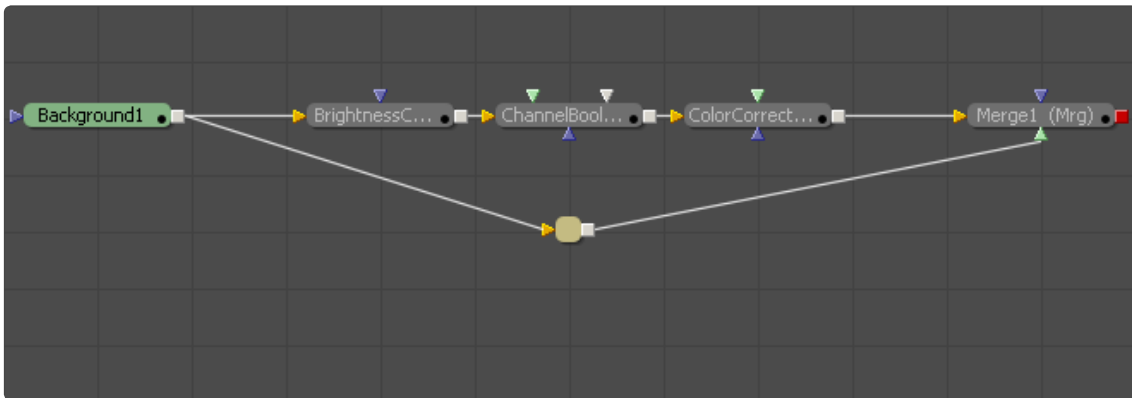 Background1
BrightnessC...
ChannelBool...
ColorCorrect...
Merge1 (Mrg)